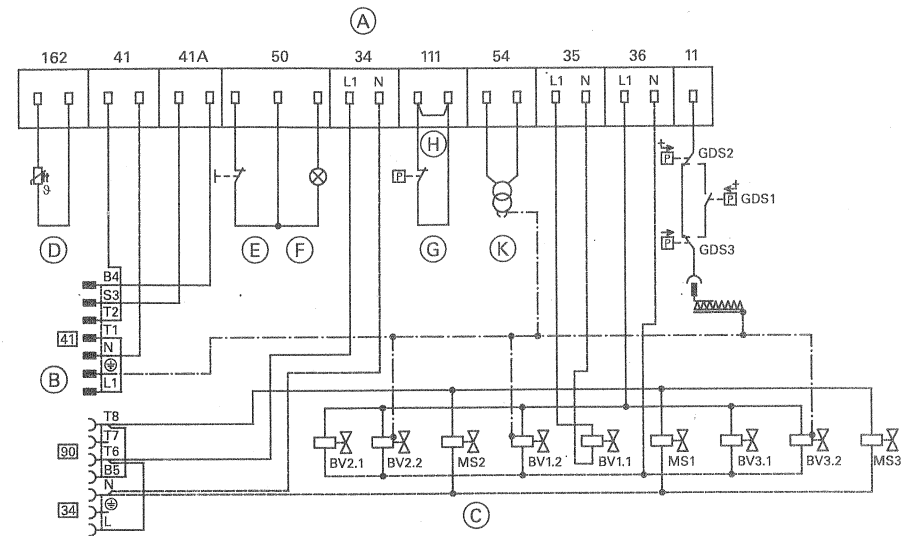 A
162 41 41A 50 34 111 54 35 36 11
L1 N L1 N L1 N
H
GDS2
P
ϑ
P
P
GDS1
P
GDS3
D E F G K
B4
S3
T2
41 T1
N
B
L1
T8
T7
90 T6
B5
N
34
L
BV2.1 BV2.2 MS2 BV1.2 BV1.1 MS1 BV3.1 BV3.2 MS3
C